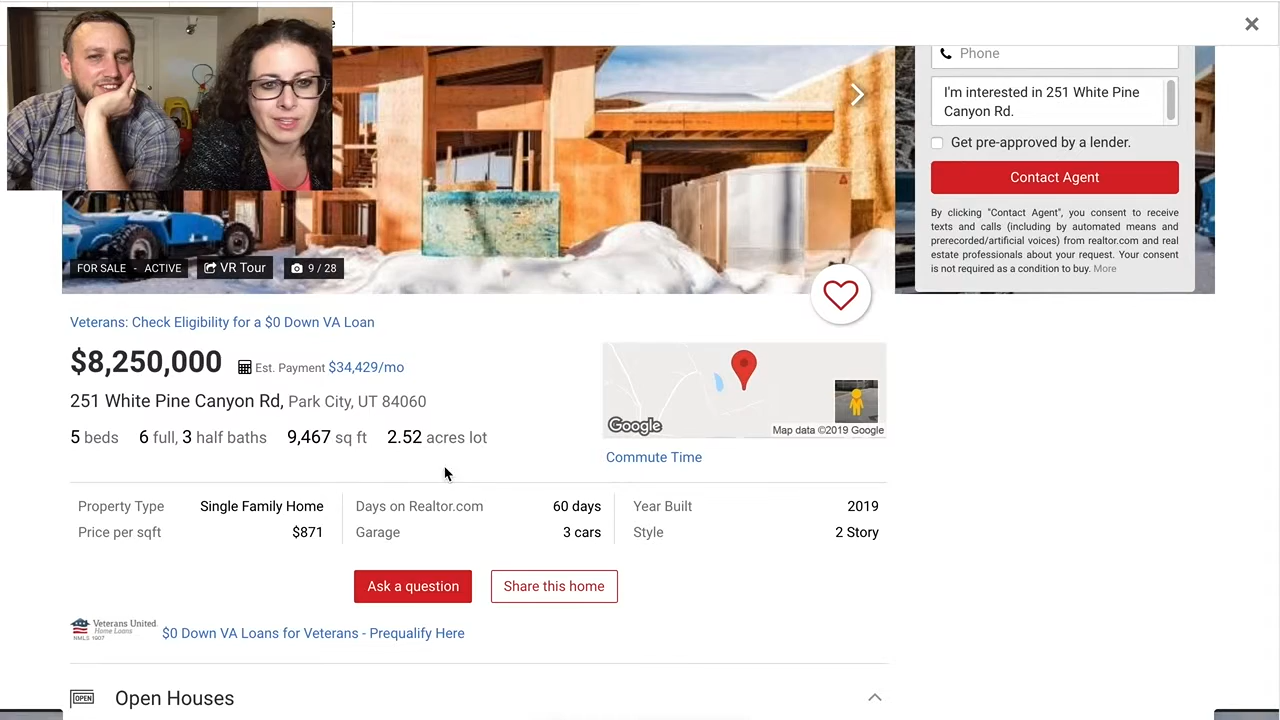 Phone
I'm interested in 251 White Pine
Canyon Rd.
Get pre-approved by a lender.
Contact Agent
By clicking "Contact Agent", you consent to receive
texts and calls (including by automated means and
prerecorded/artificial voices) from realtor.com and real
estate professionals about your request. Your consent
is not required as a condition to buy. More
FOR SALE - ACTIVE
VR Tour
9 / 28
Veterans: Check Eligibility for a $0 Down VA Loan
$8,250,000 Est. Payment $34,429/mo
251 White Pine Canyon Rd, Park City, UT 84060
5 beds 6 full, 3 half baths 9,467 sq ft 2.52 acres lot
Google
Map data ©2019 Google
Commute Time
Property Type Single Family Home Days on Realtor.com 60 days Year Built 2019
Price per sqft $871 Garage 3 cars Style 2 Story
Ask a question
Share this home
Veterans United
Home Loans
NMLS 1907
$0 Down VA Loans for Veterans - Prequalify Here
OPEN
Open Houses